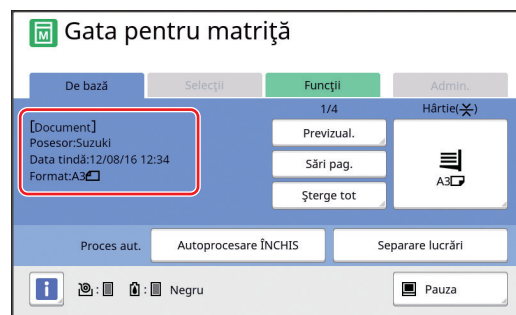 Gata pentru matriţă
De bază
Selecţii
Funcţii
Admin.
1/4
Hârtie( )
[Document]
Posesor:Suzuki
Data tindă:12/08/16 12:34
Format:A3
Previzual.
Sări pag.
Şterge tot
A3
Proces aut.
Autoprocesare ÎNCHIS
Separare lucrări
i
: : Negru
Pauza